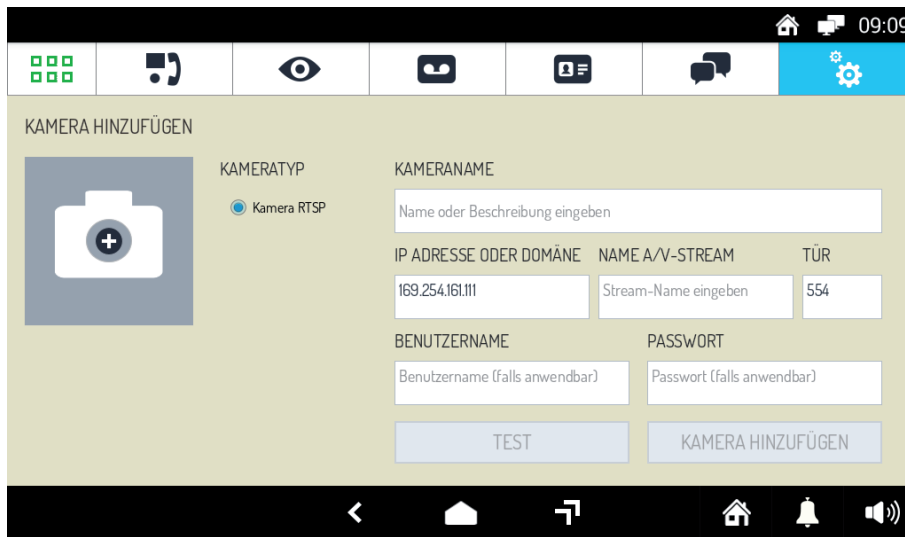 09:09
KAMERA HINZUFÜGEN
KAMERATYP
Kamera RTSP
KAMERANAME
Name oder Beschreibung eingeben
IP ADRESSE ODER DOMÄNE NAME A/V-STREAM TÜR
169.254.161.111 Stream-Name eingeben 554
BENUTZERNAME PASSWORT
Benutzername (falls anwendbar) Passwort (falls anwendbar)
TEST KAMERA HINZUFÜGEN